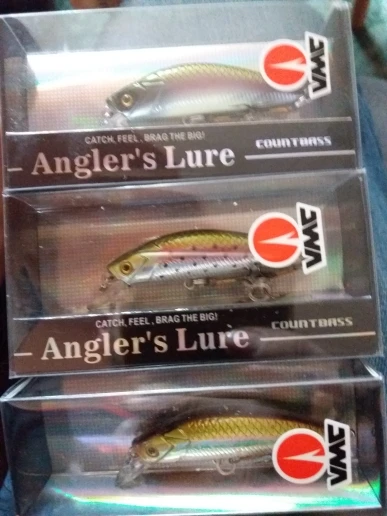 VMC
CATCH, FEEL, BRAG THE BIG!
COUNTBASS
Angler's Lure
VMC
CATCH, FEEL, BRAG THE BIG!
COUNTBASS
Angler's Lure
VMC